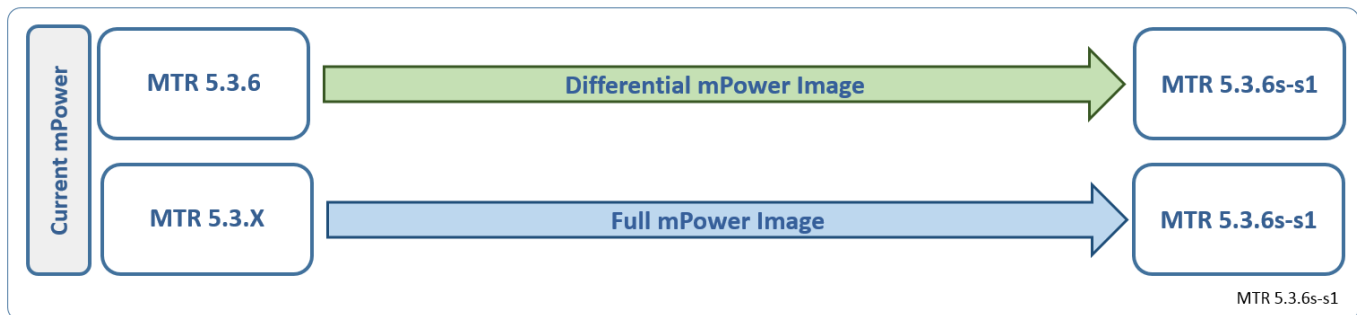 Current mPower
MTR 5.3.6
Differential mPower Image
MTR 5.3.6s-s1
MTR 5.3.X
Full mPower Image
MTR 5.3.6s-s1
MTR 5.3.6s-s1